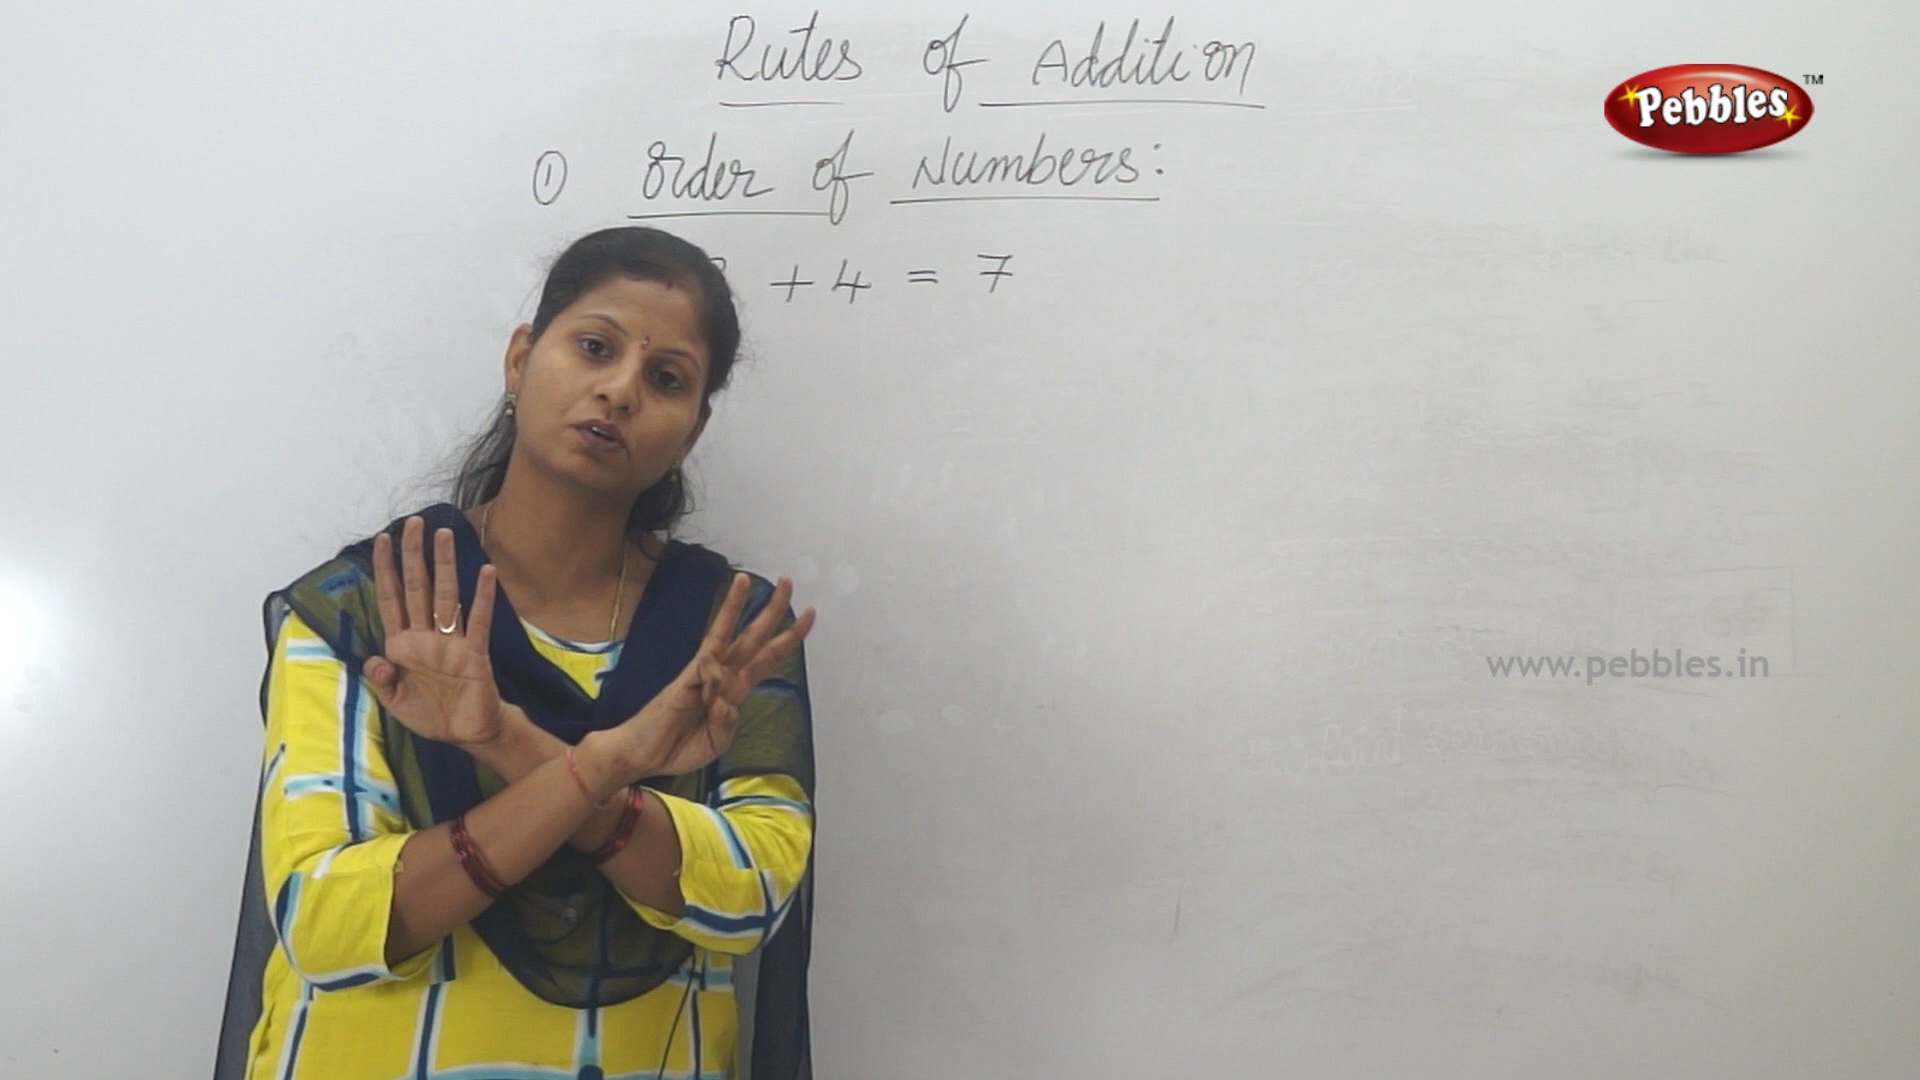 Rules of Addition
Pebbles TM
① Order of Numbers:
+ 4 = 7
www.pebbles.in